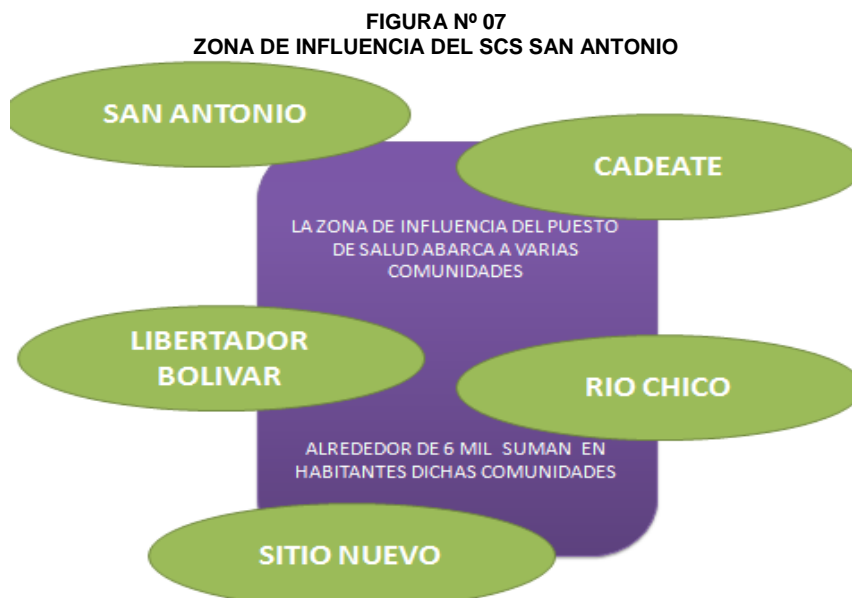 FIGURA Nº 07
ZONA DE INFLUENCIA DEL SCS SAN ANTONIO
SAN ANTONIO
CADEATE
LA ZONA DE INFLUENCIA DEL PUESTO
DE SALUD ABARCA A VARIAS
COMUNIDADES
LIBERTADOR
BOLIVAR
RIO CHICO
ALREDEDOR DE 6 MIL SUMAN EN
HABITANTES DICHAS COMUNIDADES
SITIO NUEVO